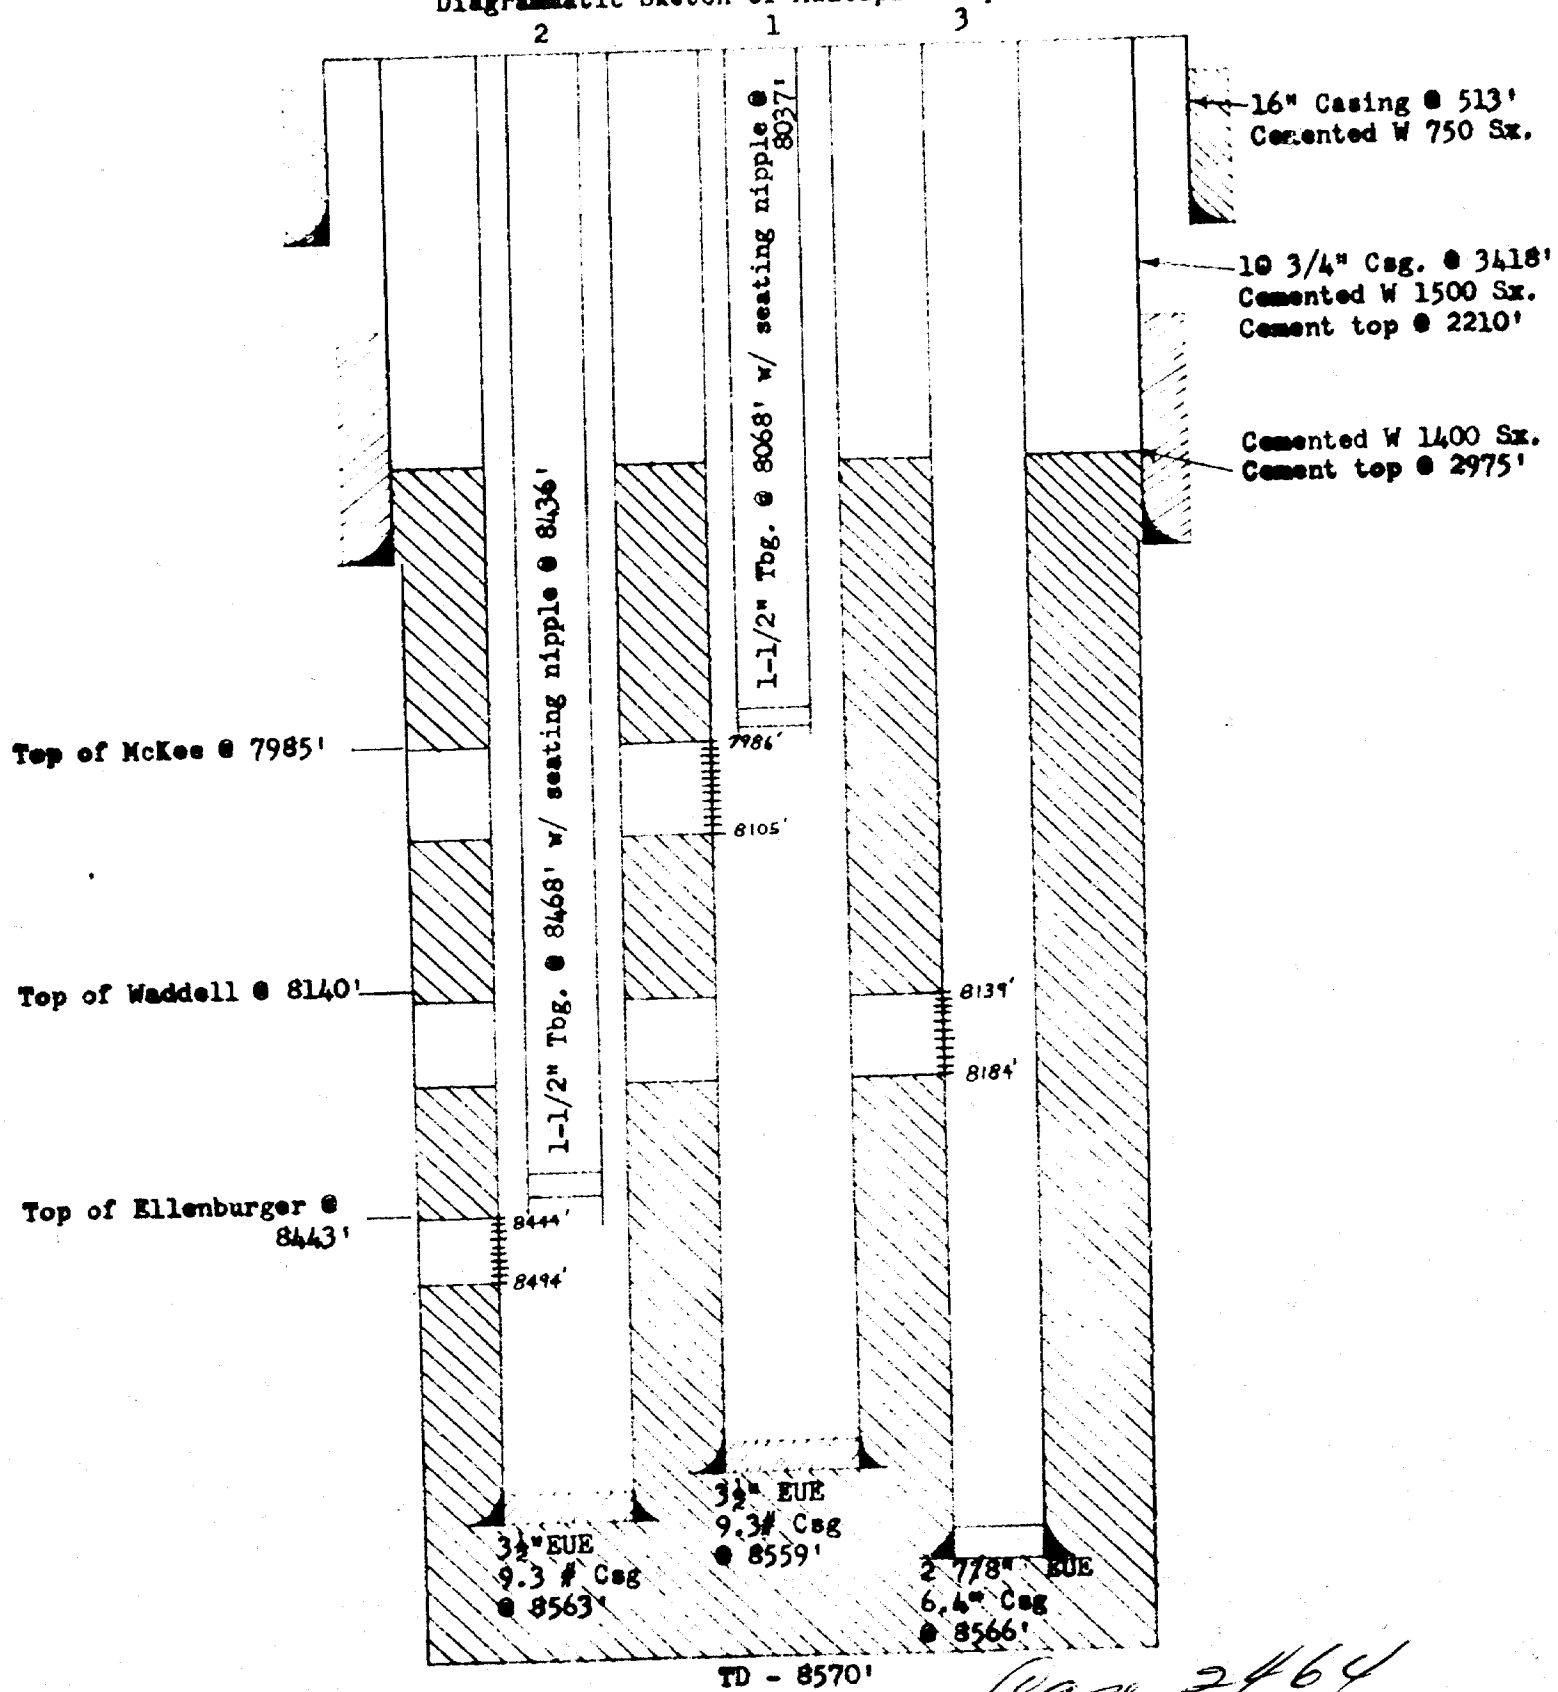 Diagrammatic Sketch of
2
1
3
16" Casing @ 513'
Cemented W 750 Sx.
10 3/4" Csg. @ 3418'
Cemented W 1500 Sx.
Cement top @ 2210'
Cemented W 1400 Sx.
Cement top @ 2975'
1-1/2" Tbg. @ 8068' w/ seating nipple @
8037'
1-1/2" Tbg. @ 8468' w/ seating nipple @ 8436'
Top of McKee @ 7985'
7986'
8105'
Top of Waddell @ 8140'
8139'
8184'
Top of Ellenburger @
8443'
8444'
8494'
3½" EUE
9.3 # Csg
@ 8563'
3½" EUE
9.3# Csg
@ 8559'
2 7/8" EUE
6.4" Csg
@ 8566'
TD - 8570'
2464